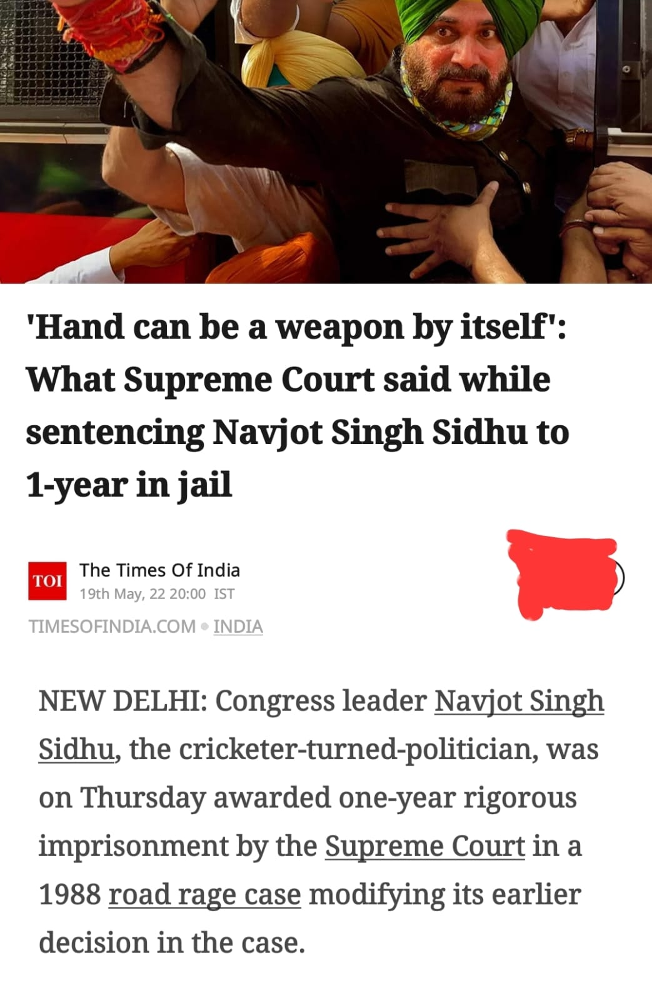 'Hand can be a weapon by itself':
What Supreme Court said while
sentencing Navjot Singh Sidhu to
1-year in jail
TOI
The Times Of India
19th May, 22 20:00 IST
TIMESOFINDIA.COM • INDIA
NEW DELHI: Congress leader Navjot Singh
Sidhu, the cricketer-turned-politician, was
on Thursday awarded one-year rigorous
imprisonment by the Supreme Court in a
1988 road rage case modifying its earlier
decision in the case.